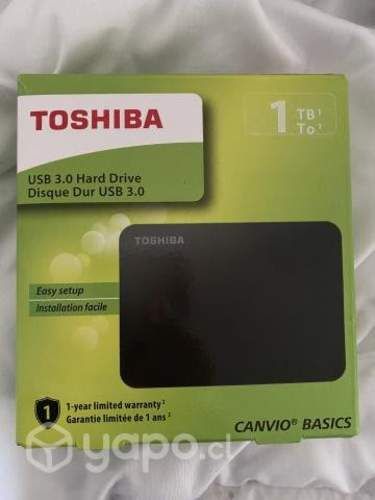 TOSHIBA
1 TB¹
To¹
USB 3.0 Hard Drive
Disque Dur USB 3.0
TOSHIBA
Easy setup
Installation facile
1
1-year limited warranty²
Garantie limitée de 1 ans²
CANVIO® BASICS
yapo.cl